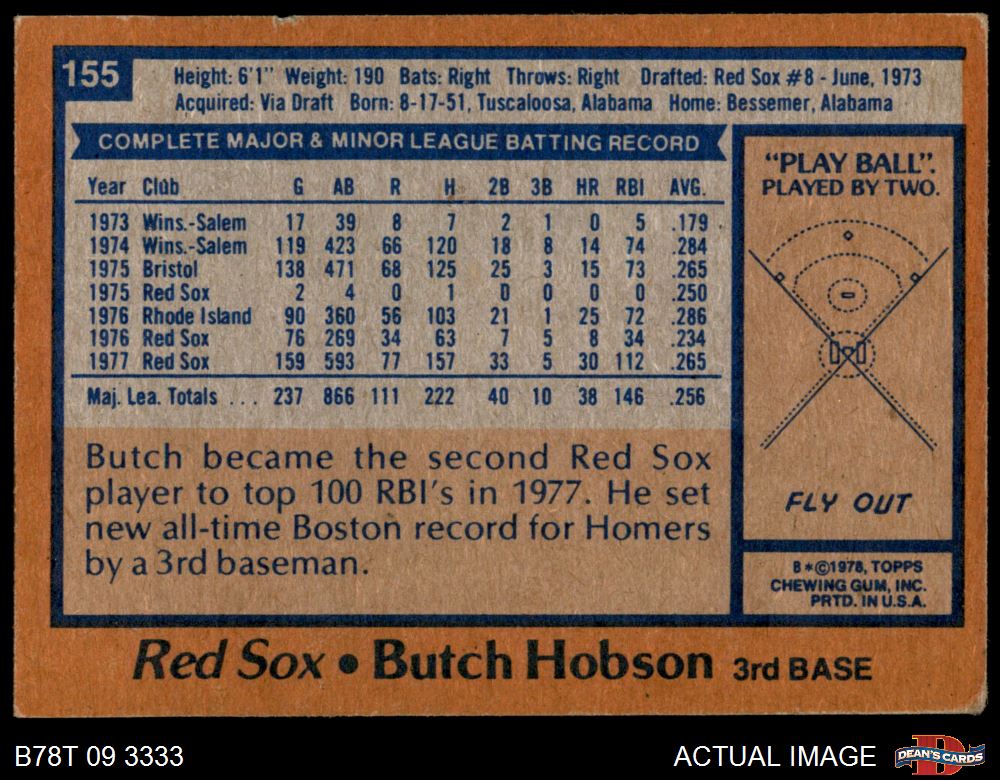 155
Height: 6'1" Weight: 190 Bats: Right Throws: Right Drafted: Red Sox #8 - June, 1973
Acquired: Via Draft Born: 8-17-51, Tuscaloosa, Alabama Home: Bessemer, Alabama
COMPLETE MAJOR & MINOR LEAGUE BATTING RECORD
Year Club G AB R H 2B 3B HR RBI AVG.
1973 Wins.-Salem 17 39 8 7 2 1 0 5 .179
1974 Wins.-Salem 119 423 66 120 18 8 14 74 .284
1975 Bristol 138 471 68 125 25 3 15 73 .265
1975 Red Sox 2 4 0 1 0 0 0 0 .250
1976 Rhode Island 90 360 56 103 21 1 25 72 .286
1976 Red Sox 76 269 34 63 7 5 8 34 .234
1977 Red Sox 159 593 77 157 33 5 30 112 .265
Maj. Lea. Totals ... 237 866 111 222 40 10 38 146 .256
Butch became the second Red Sox
player to top 100 RBI's in 1977. He set
new all-time Boston record for Homers
by a 3rd baseman.
"PLAY BALL".
PLAYED BY TWO.
FLY OUT
B*©1978, TOPPS
CHEWING GUM, INC.
PRTD. IN U.S.A.
Red Sox • Butch Hobson 3rd BASE
B78T 09 3333
ACTUAL IMAGE
DEAN'S CARDS